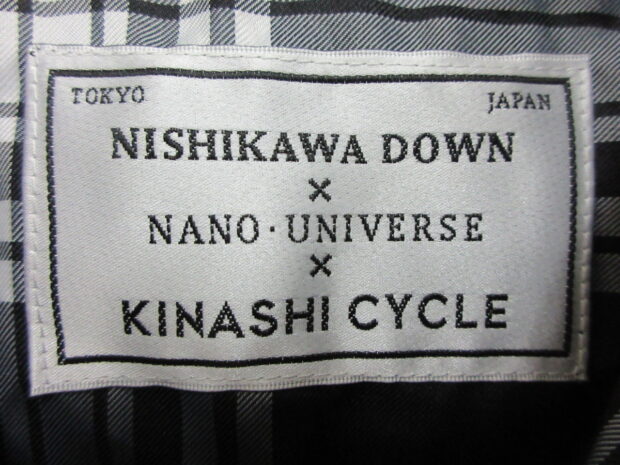 TOKYO JAPAN
NISHIKAWA DOWN
×
NANO·UNIVERSE
×
KINASHI CYCLE